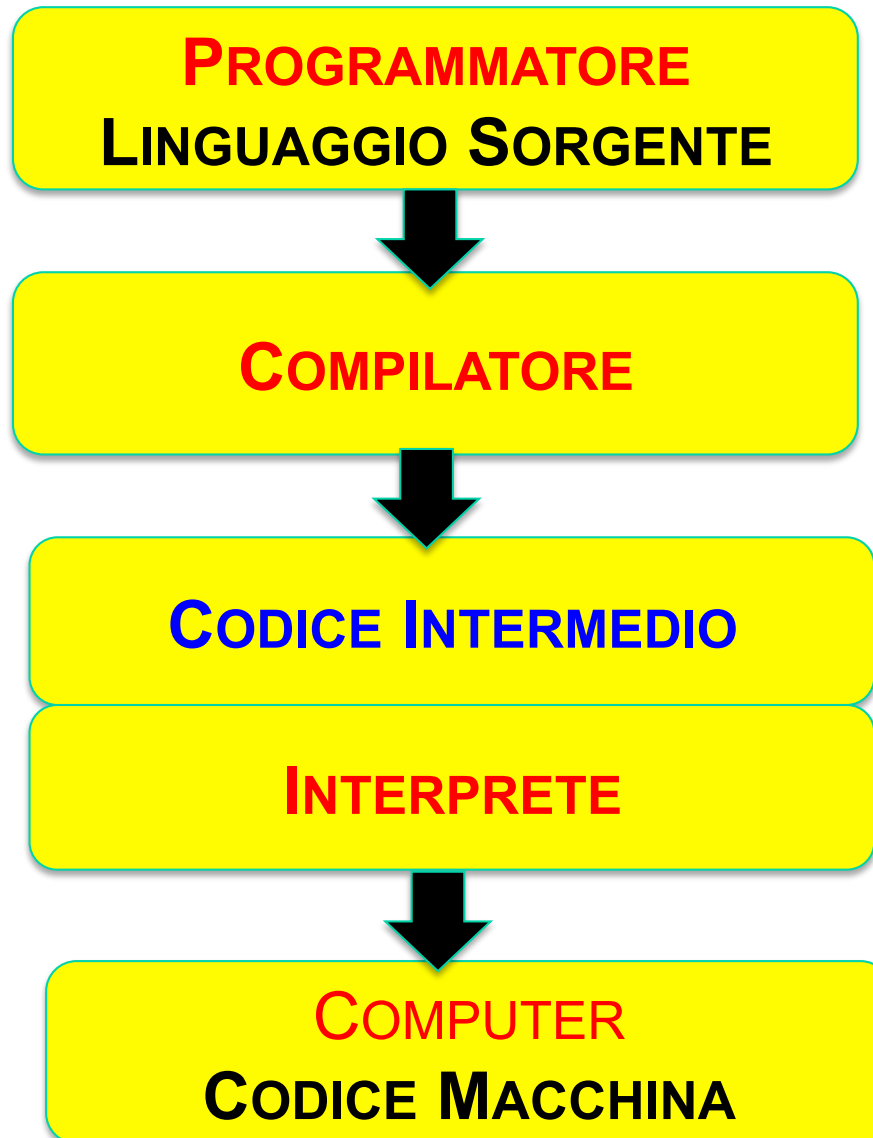 PROGRAMMATORE
LINGUAGGIO SORGENTE
COMPILATORE
CODICE INTERMEDIO
INTERPRETE
COMPUTER
CODICE MACCHINA